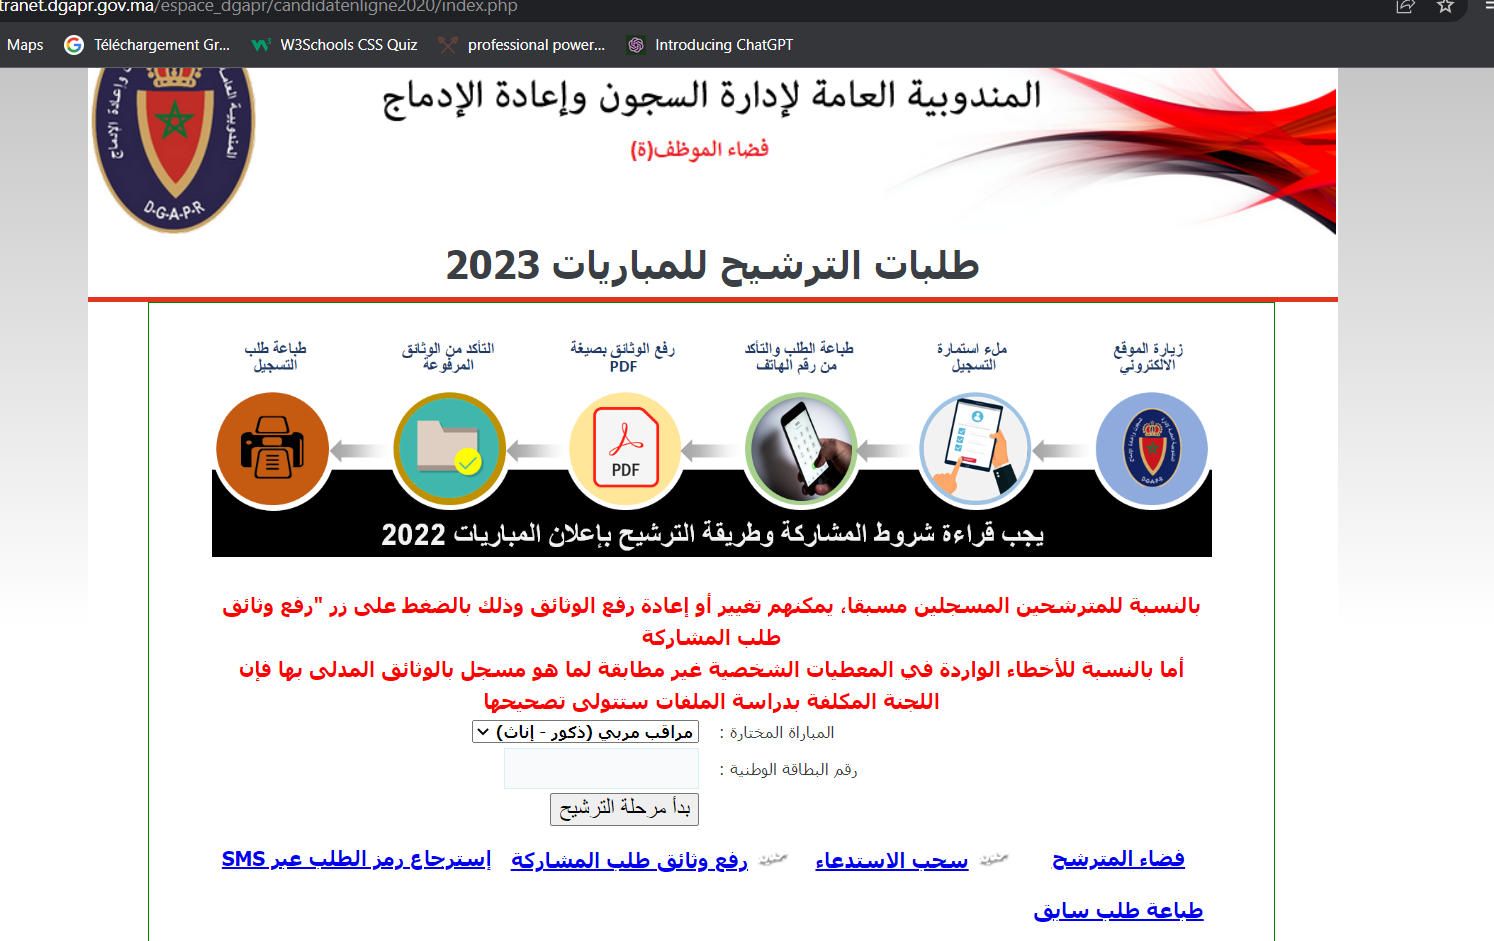 tranet.dgapr.gov.ma/espace_dgapr/candidatenligne2020/index.php
Maps
Téléchargement Gr...
W3Schools CSS Quiz
professional power...
Introducing ChatGPT
المندوبية العامة لإدارة السجون وإعادة الإدماج
فضاء الموظف(ة)
D-G-A-P-R
طلبات الترشيح للمباريات 2023
زيارة الموقع
الالكتروني
ملء استمارة
التسجيل
طباعة الطلب والتأكد
من رقم الهاتف
رفع الوثائق بصيغة
PDF
التأكد من الوثائق
المرفوعة
طباعة طلب
التسجيل
PDF
يجب قراءة شروط المشاركة وطريقة الترشيح بإعلان المباريات 2022
بالنسبة للمترشحين المسجلين مسبقا، يمكنهم تغيير أو إعادة رفع الوثائق وذلك بالضغط على زر "رفع وثائق
طلب المشاركة
أما بالنسبة للأخطاء الواردة في المعطيات الشخصية غير مطابقة لما هو مسجل بالوثائق المدلى بها فإن
اللجنة المكلفة بدراسة الملفات ستتولى تصحيحها
المباراة المختارة : مراقب مربي (ذكور - إناث)
رقم البطاقة الوطنية :
بدأ مرحلة الترشيح
فضاء المترشح
سحب الاستدعاء
رفع وثائق طلب المشاركة
إسترجاع رمز الطلب عبر SMS
طباعة طلب سابق